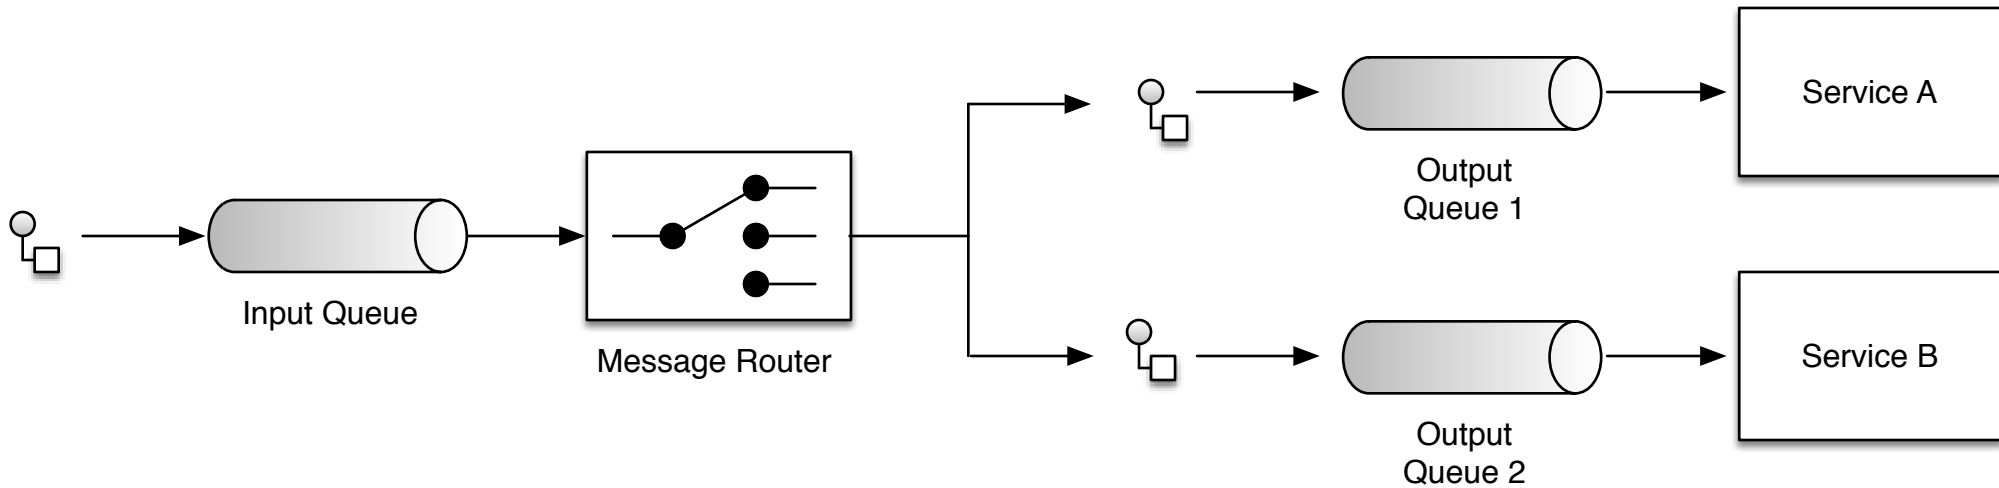 Input Queue
Message Router
Output
Queue 1
Service A
Output
Queue 2
Service B